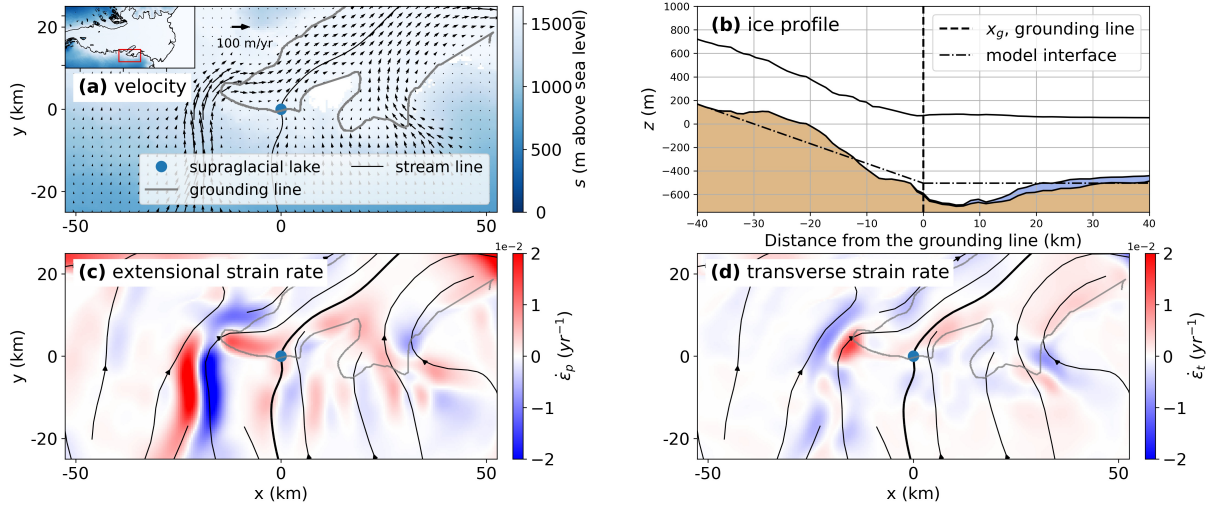 (a) velocity
100 m/yr
supraglacial lake
stream line
grounding line
y (km)
20
0
-20
-50
0
50
1500
1000
500
0
s (m above sea level)
(b) ice profile
x_g, grounding line
model interface
z (m)
1000
800
600
400
200
0
−200
−400
−600
−40
−30
−20
−10
0
10
20
30
40
Distance from the grounding line (km)
(c) extensional strain rate
y (km)
20
0
-20
-50
0
50
x (km)
1e−2
2
1
0
−1
−2
ε̇_p (yr⁻¹)
(d) transverse strain rate
20
0
-20
-50
0
50
x (km)
1e−2
2
1
0
−1
−2
ε̇_t (yr⁻¹)